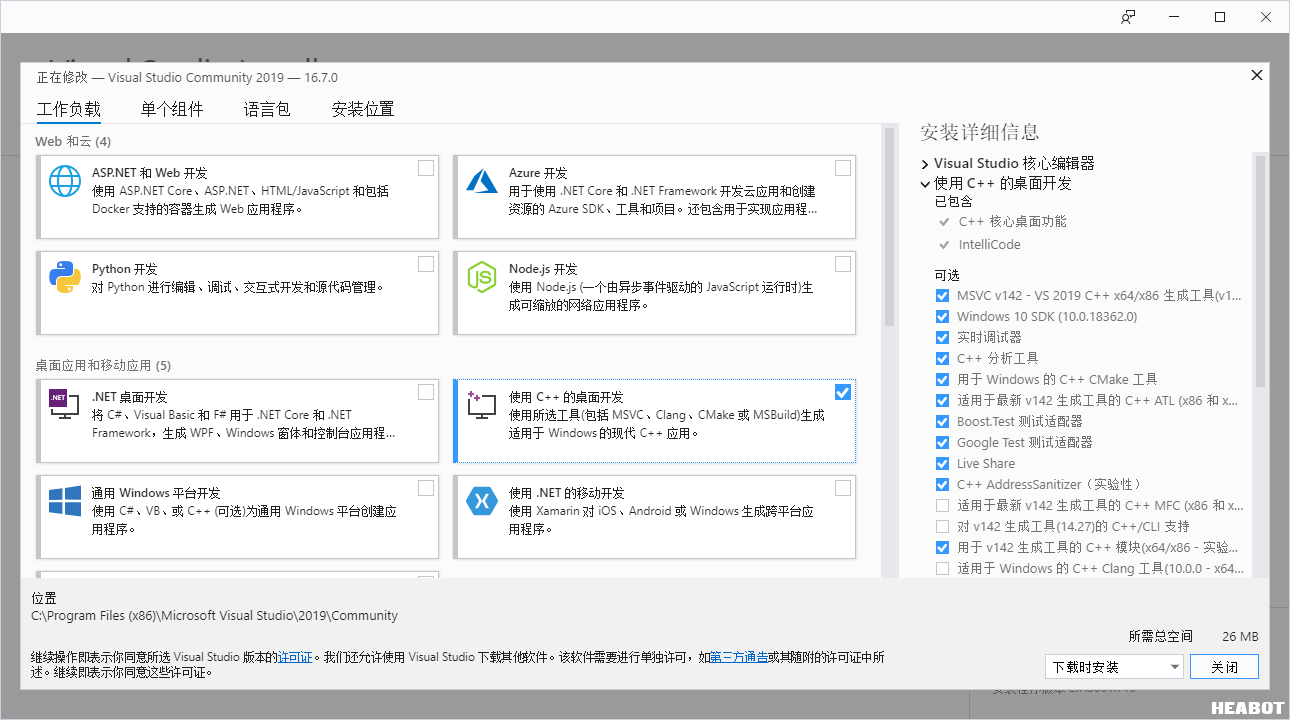 正在修改 — Visual Studio Community 2019 — 16.7.0
工作负载 单个组件 语言包 安装位置
Web 和云 (4)
ASP.NET 和 Web 开发
使用 ASP.NET Core、ASP.NET、HTML/JavaScript 和包括
Docker 支持的容器生成 Web 应用程序。
Azure 开发
用于使用 .NET Core 和 .NET Framework 开发云应用和创建
资源的 Azure SDK、工具和项目。还包含用于实现应用程...
Python 开发
对 Python 进行编辑、调试、交互式开发和源代码管理。
Node.js 开发
使用 Node.js (一个由异步事件驱动的 JavaScript 运行时)生
成可缩放的网络应用程序。
桌面应用和移动应用 (5)
.NET
.NET 桌面开发
将 C#、Visual Basic 和 F# 用于 .NET Core 和 .NET
Framework，生成 WPF、Windows 窗体和控制台应用程...
使用 C++ 的桌面开发
使用所选工具(包括 MSVC、Clang、CMake 或 MSBuild)生成
适用于 Windows 的现代 C++ 应用。
通用 Windows 平台开发
使用 C#、VB、或 C++ (可选)为通用 Windows 平台创建应
用程序。
使用 .NET 的移动开发
使用 Xamarin 对 iOS、Android 或 Windows 生成跨平台应
用程序。
安装详细信息
Visual Studio 核心编辑器
使用 C++ 的桌面开发
已包含
C++ 核心桌面功能
IntelliCode
可选
MSVC v142 - VS 2019 C++ x64/x86 生成工具(v1...
Windows 10 SDK (10.0.18362.0)
实时调试器
C++ 分析工具
用于 Windows 的 C++ CMake 工具
适用于最新 v142 生成工具的 C++ ATL (x86 和 x...
Boost.Test 测试适配器
Google Test 测试适配器
Live Share
C++ AddressSanitizer（实验性）
适用于最新 v142 生成工具的 C++ MFC (x86 和 x...
对 v142 生成工具(14.27)的 C++/CLI 支持
用于 v142 生成工具的 C++ 模块(x64/x86 - 实验...
适用于 Windows 的 C++ Clang 工具(10.0.0 - x64...
位置
C:\Program Files (x86)\Microsoft Visual Studio\2019\Community
继续操作即表示你同意所选 Visual Studio 版本的许可证。我们还允许使用 Visual Studio 下载其他软件。该软件需要进行单独许可，如第三方通告或其随附的许可证中所
述。继续即表示你同意这些许可证。
所需总空间 26 MB
下载时安装
关闭
HEABOT